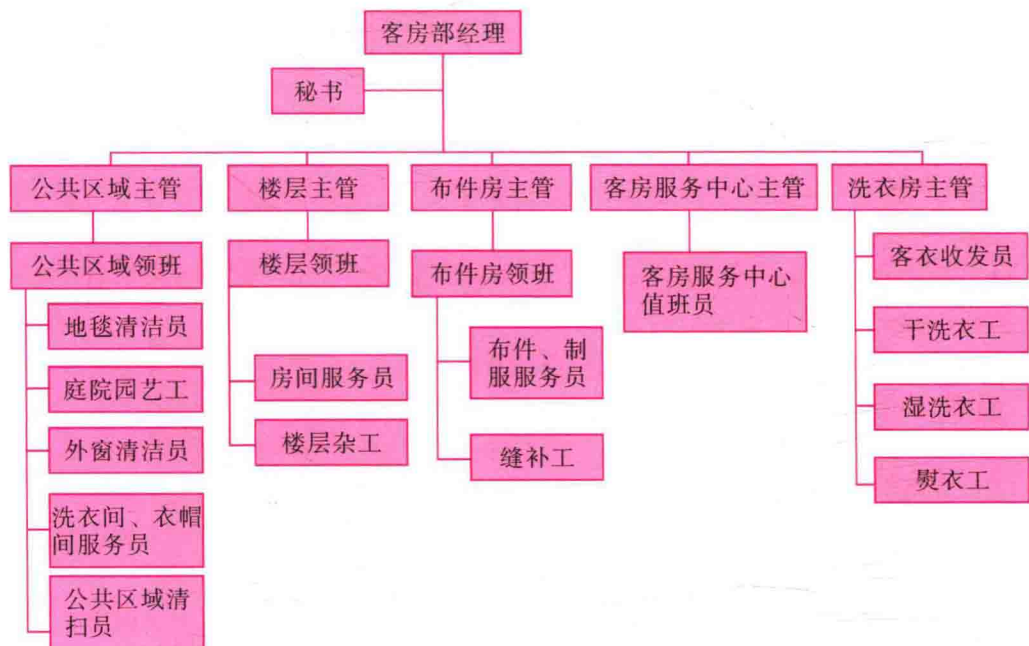 客房部经理
秘书
公共区域主管
楼层主管
布件房主管
客房服务中心主管
洗衣房主管
公共区域领班
楼层领班
布件房领班
客房服务中心
值班员
客衣收发员
地毯清洁员
庭院园艺工
外窗清洁员
洗衣间、衣帽
间服务员
公共区域清
扫员
房间服务员
楼层杂工
布件、制
服服务员
缝补工
干洗衣工
湿洗衣工
熨衣工